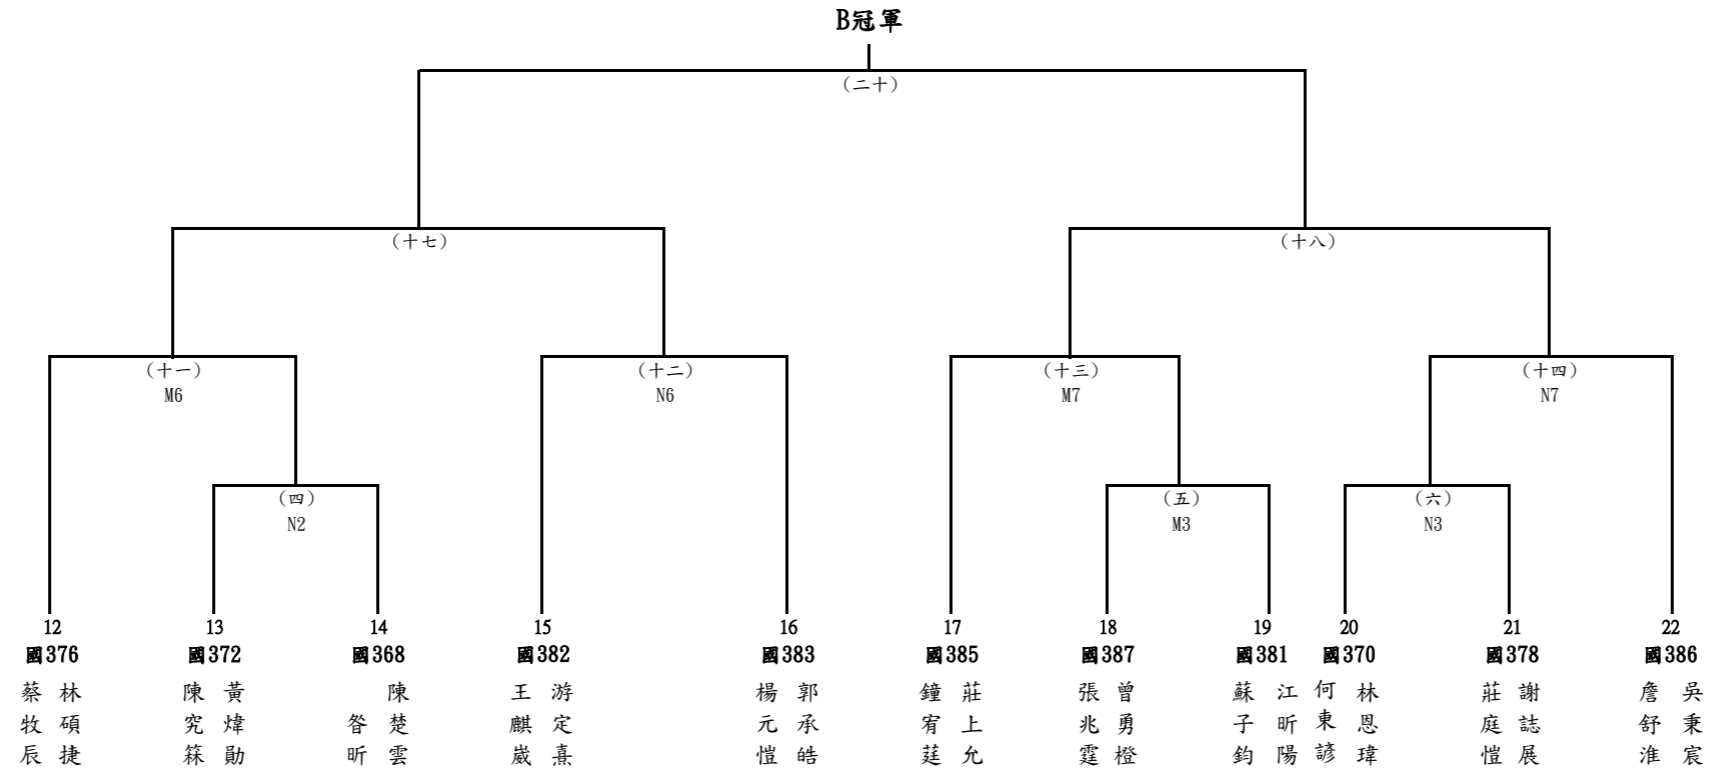 B冠軍
(二十)
(十七) (十八)
(十一) (十二) (十三) (十四)
M6 N6 M7 N7
(四) (五) (六)
N2 M3 N3
12 13 14 15 16 17 18 19 20 21 22
國376 國372 國368 國382 國383 國385 國387 國381 國370 國378 國386
蔡 林 陳 黃 陳 王 游 楊 郭 鐘 莊 張 曾 蘇 江 何 林 莊 謝 詹 吳
牧 碩 究 煒 昝 楚 麒 定 元 承 宥 上 兆 勇 子 昕 東 恩 庭 誌 舒 秉
辰 捷 箖 勛 昕 雲 崴 熹 愷 皓 莛 允 霆 橙 鈞 陽 諺 瑋 愷 展 淮 宸